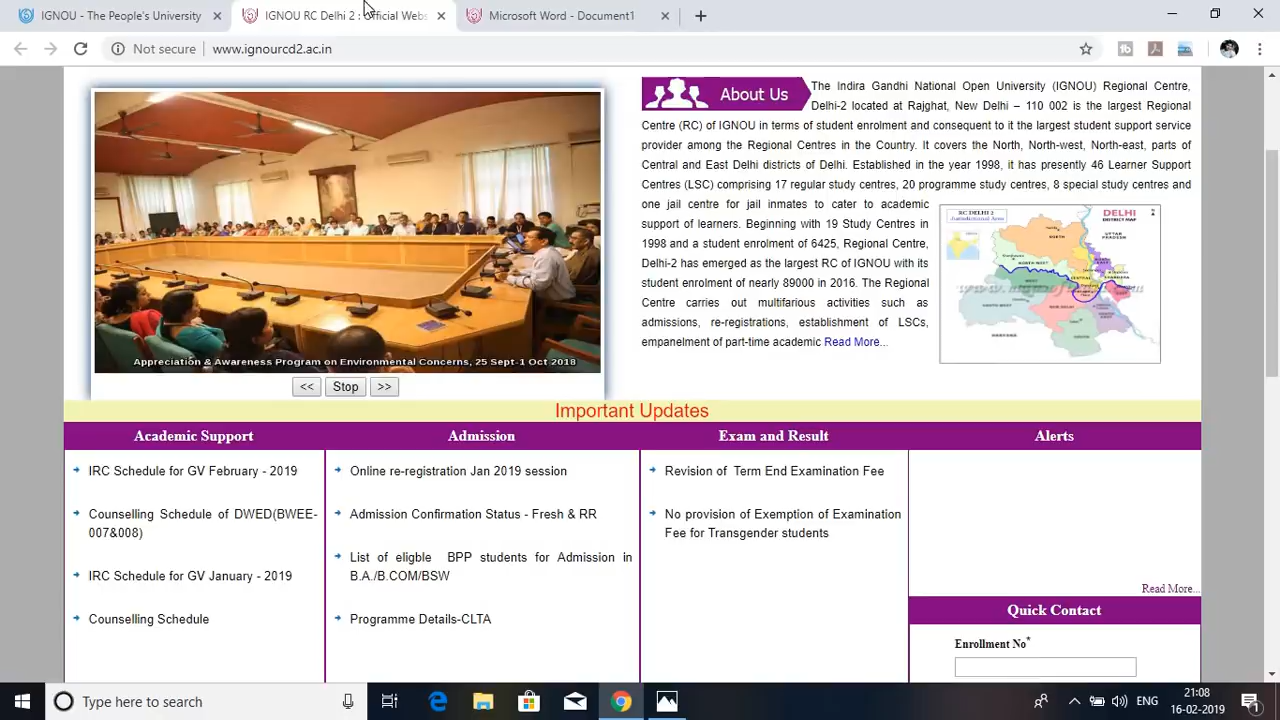 IGNOU - The People's University
IGNOU RC Delhi 2 : Official Webs
Microsoft Word - Document1
Not secure
www.ignourcd2.ac.in
About Us
The Indira Gandhi National Open University (IGNOU) Regional Centre,
Delhi-2 located at Rajghat, New Delhi – 110 002 is the largest Regional
Centre (RC) of IGNOU in terms of student enrolment and consequent to it the largest student support service
provider among the Regional Centres in the Country. It covers the North, North-west, North-east, parts of
Central and East Delhi districts of Delhi. Established in the year 1998, it has presently 46 Learner Support
Centres (LSC) comprising 17 regular study centres, 20 programme study centres, 8 special study centres and
one jail centre for jail inmates to cater to academic
support of learners. Beginning with 19 Study Centres in
1998 and a student enrolment of 6425, Regional Centre,
Delhi-2 has emerged as the largest RC of IGNOU with its
student enrolment of nearly 89000 in 2016. The Regional
Centre carries out multifarious activities such as
admissions, re-registrations, establishment of LSCs,
empanelment of part-time academic Read More...
RC DELHI 2
DELHI
DISTRICT MAP
UTTAR
PRADESH
Appreciation & Awareness Program on Environmental Concerns, 25 Sept-1 Oct 2018
<< Stop >>
Important Updates
Academic Support
IRC Schedule for GV February - 2019
Counselling Schedule of DWED(BWEE-
007&008)
IRC Schedule for GV January - 2019
Counselling Schedule
Admission
Online re-registration Jan 2019 session
Admission Confirmation Status - Fresh & RR
List of eligble BPP students for Admission in
B.A./B.COM/BSW
Programme Details-CLTA
Exam and Result
Revision of Term End Examination Fee
No provision of Exemption of Examination
Fee for Transgender students
Alerts
Read More...
Quick Contact
Enrollment No*
Type here to search
ENG
21:08
16-02-2019